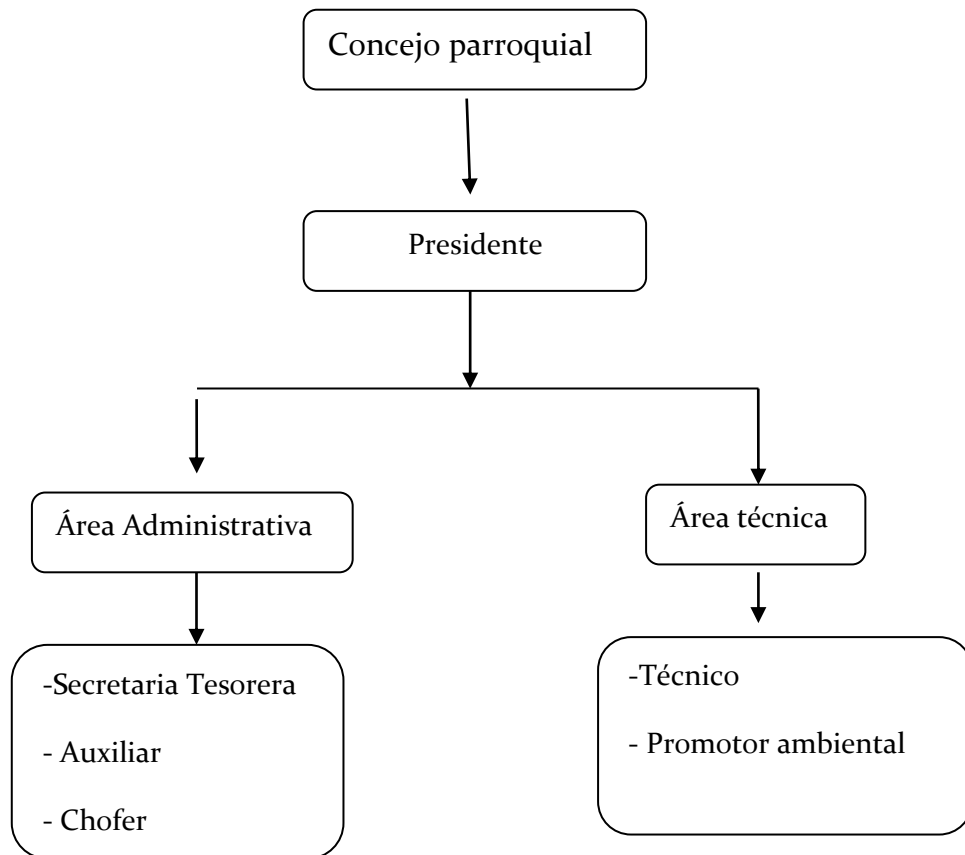 Concejo parroquial
Presidente
Área Administrativa
Área técnica
-Secretaria Tesorera
- Auxiliar
- Chofer
-Técnico
- Promotor ambiental